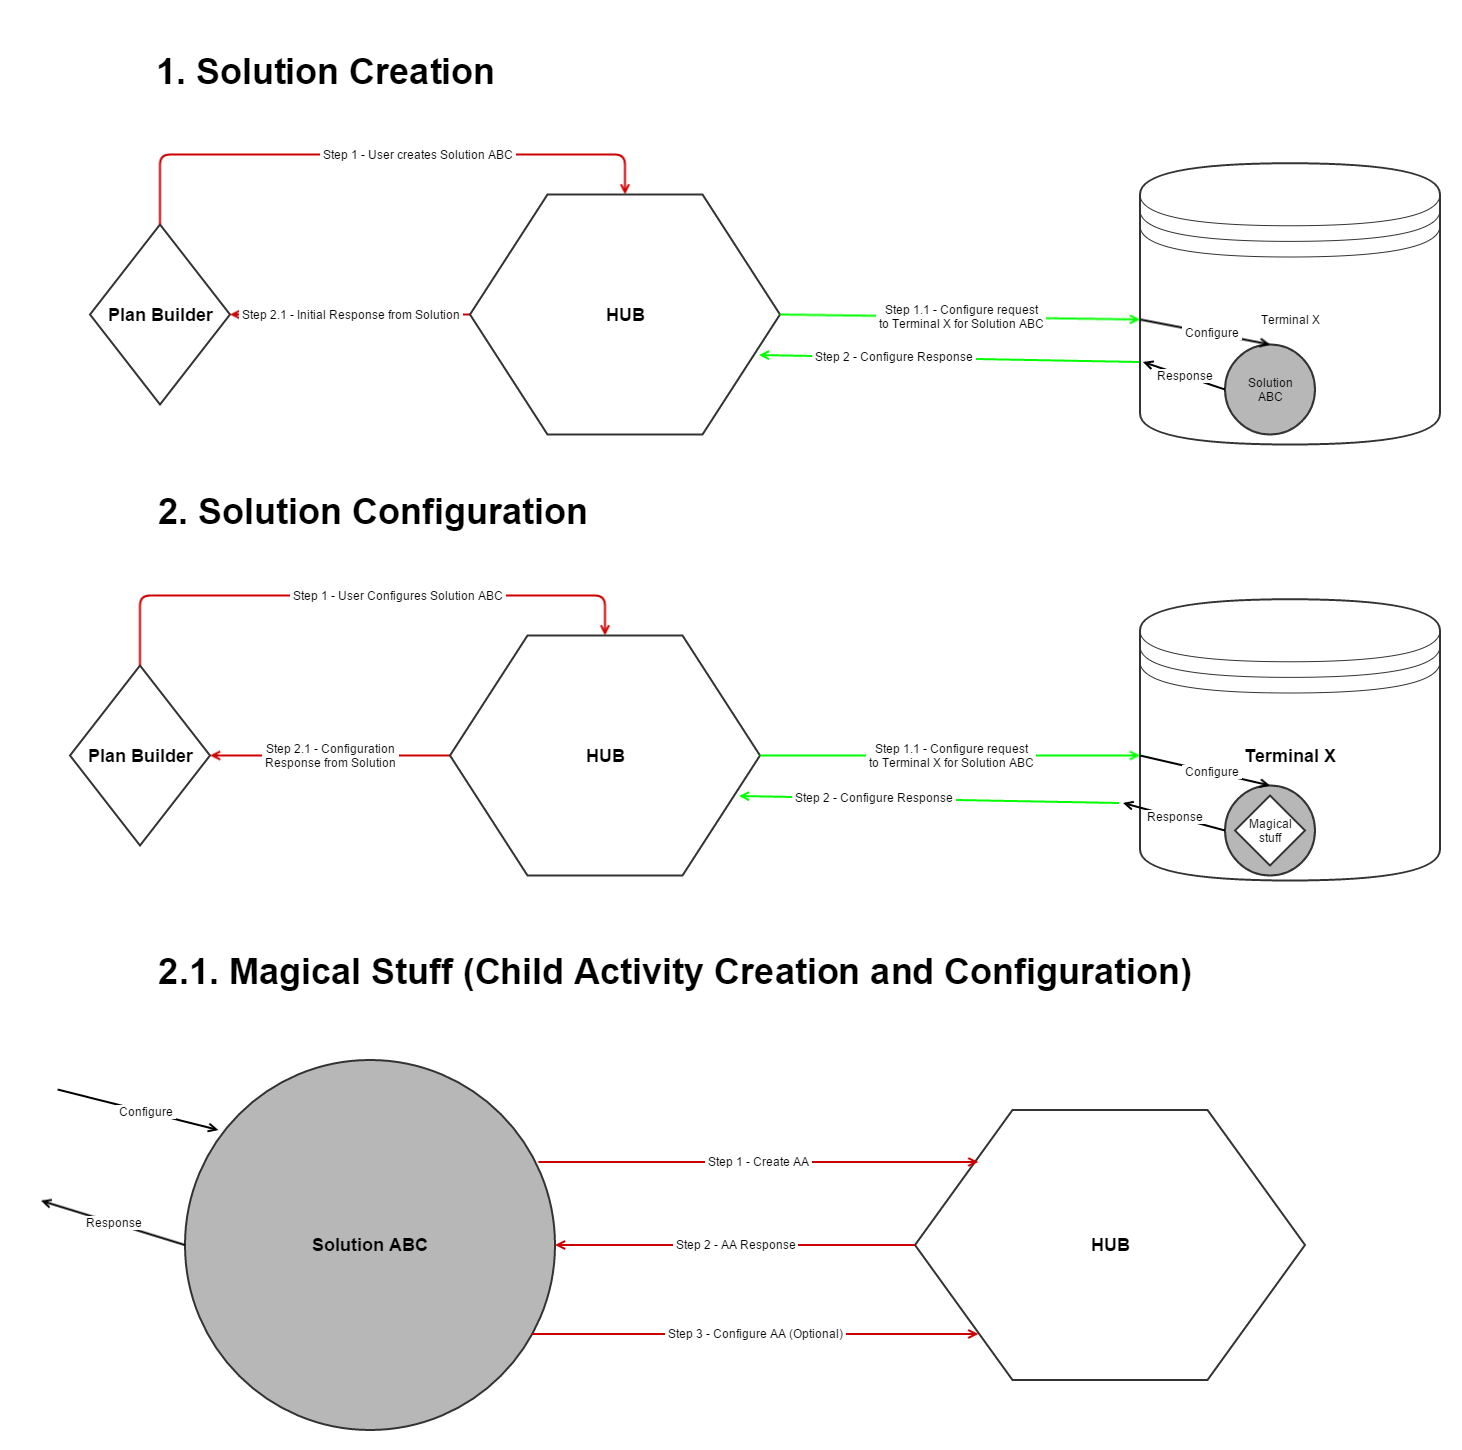 1. Solution Creation
Step 1 - User creates Solution ABC
Plan Builder
Step 2.1 - Initial Response from Solution
HUB
Step 1.1 - Configure request
to Terminal X for Solution ABC
Step 2 - Configure Response
Terminal X
Configure
Response
Solution
ABC
2. Solution Configuration
Step 1 - User Configures Solution ABC
Plan Builder
Step 2.1 - Configuration
Response from Solution
HUB
Step 1.1 - Configure request
to Terminal X for Solution ABC
Step 2 - Configure Response
Terminal X
Configure
Response
Magical
stuff
2.1. Magical Stuff (Child Activity Creation and Configuration)
Configure
Response
Solution ABC
Step 1 - Create AA
Step 2 - AA Response
Step 3 - Configure AA (Optional)
HUB